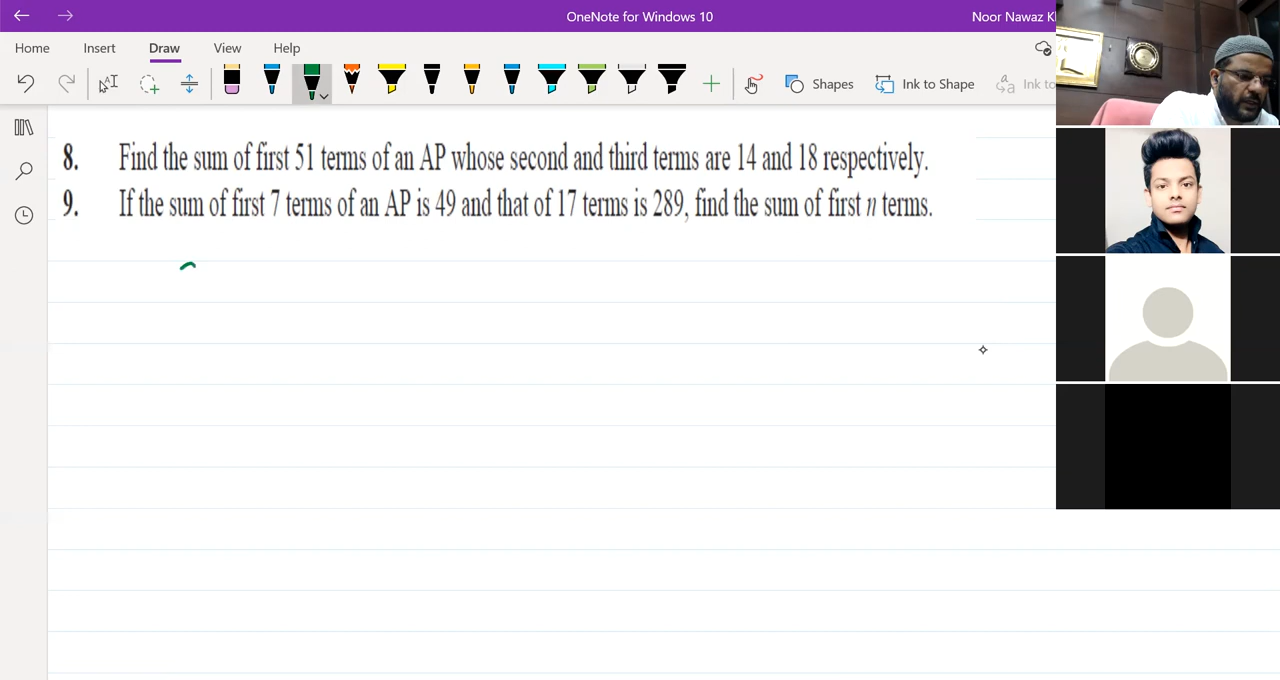 OneNote for Windows 10
Noor Nawaz K
Home Insert Draw View Help
Shapes Ink to Shape Ink to
8. Find the sum of first 51 terms of an AP whose second and third terms are 14 and 18 respectively.
9. If the sum of first 7 terms of an AP is 49 and that of 17 terms is 289, find the sum of first n terms.